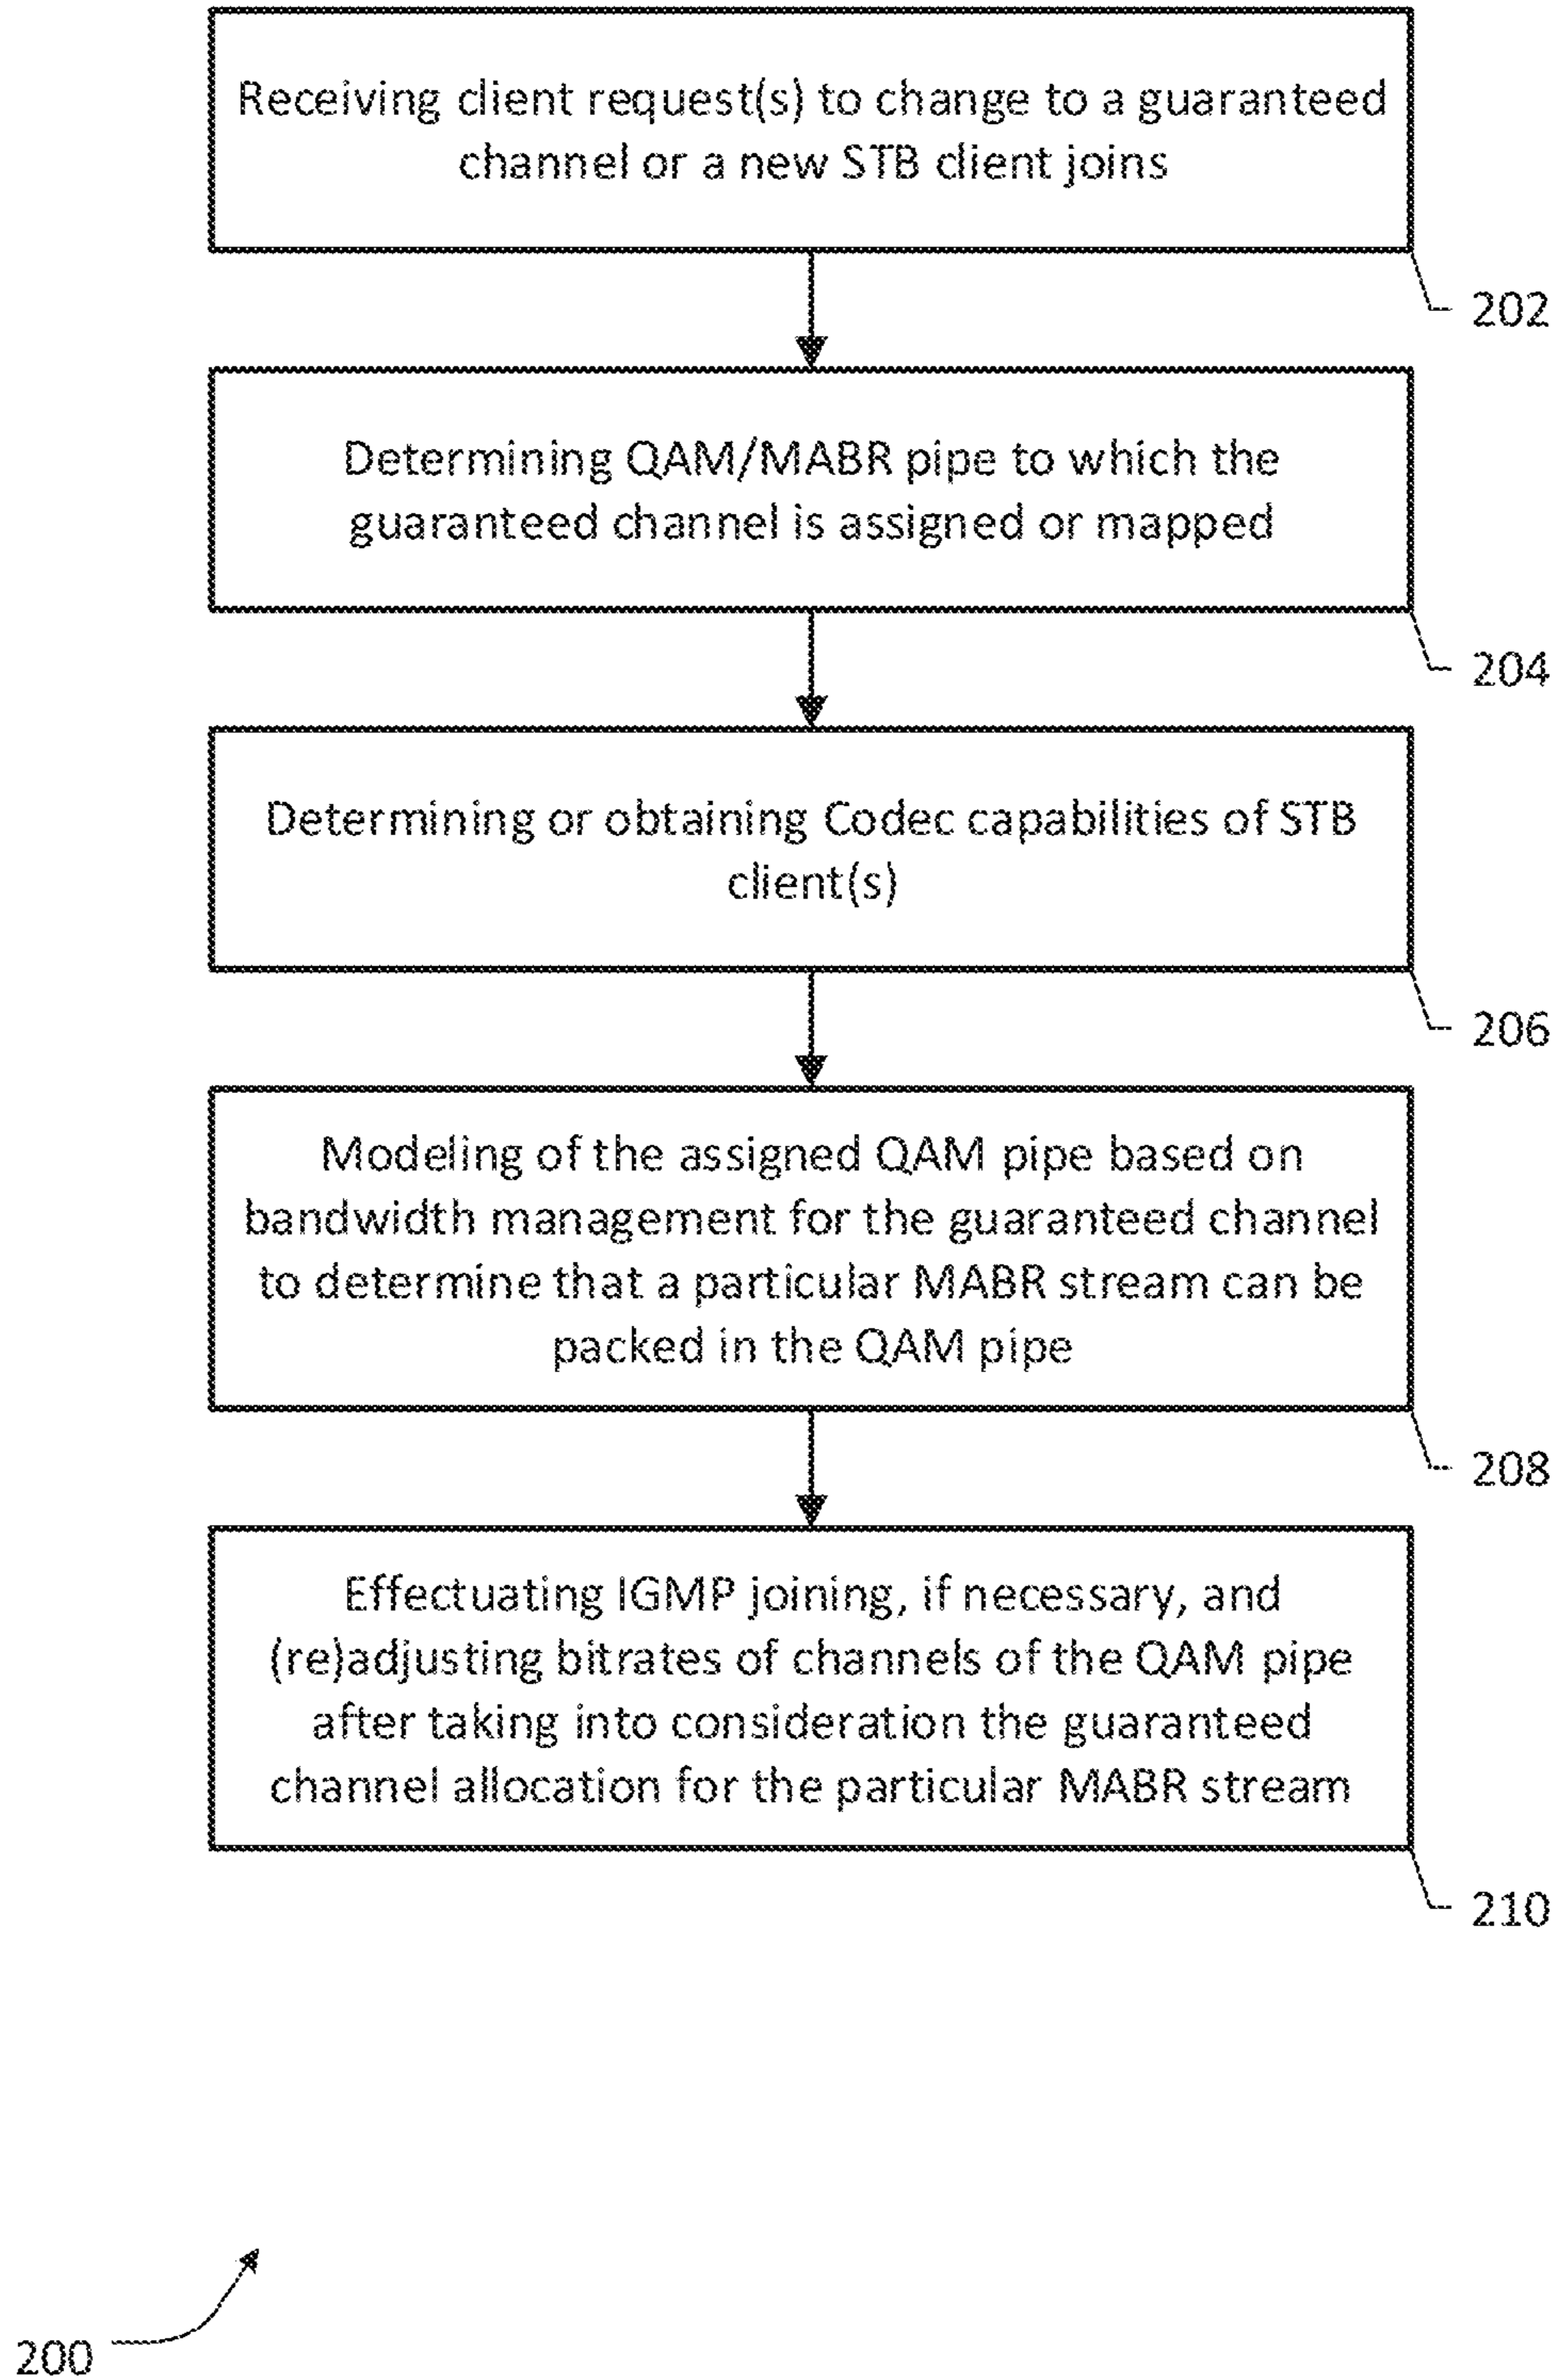 Receiving client request(s) to change to a guaranteed
channel or a new STB client joins
202
Determining QAM/MABR pipe to which the
guaranteed channel is assigned or mapped
204
Determining or obtaining Codec capabilities of STB
client(s)
206
Modeling of the assigned QAM pipe based on
bandwidth management for the guaranteed channel
to determine that a particular MABR stream can be
packed in the QAM pipe
208
Effectuating IGMP joining, if necessary, and
(re)adjusting bitrates of channels of the QAM pipe
after taking into consideration the guaranteed
channel allocation for the particular MABR stream
210
200